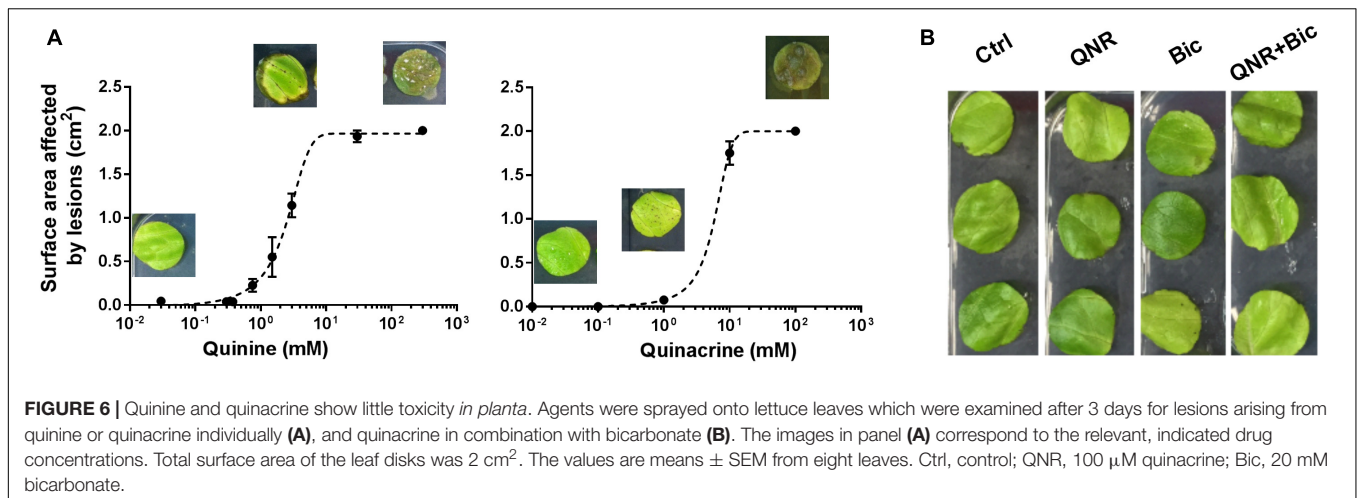 A
B
Ctrl
QNR
Bic
QNR+Bic
Surface area affected
by lesions (cm²)
2.5
2.0
1.5
1.0
0.5
0.0
10⁻² 10⁻¹ 10⁰ 10¹ 10² 10³
Quinine (mM)
2.5
2.0
1.5
1.0
0.5
0.0
10⁻² 10⁻¹ 10⁰ 10¹ 10² 10³
Quinacrine (mM)
FIGURE 6 | Quinine and quinacrine show little toxicity in planta. Agents were sprayed onto lettuce leaves which were examined after 3 days for lesions arising from
quinine or quinacrine individually (A), and quinacrine in combination with bicarbonate (B). The images in panel (A) correspond to the relevant, indicated drug
concentrations. Total surface area of the leaf disks was 2 cm². The values are means ± SEM from eight leaves. Ctrl, control; QNR, 100 μM quinacrine; Bic, 20 mM
bicarbonate.